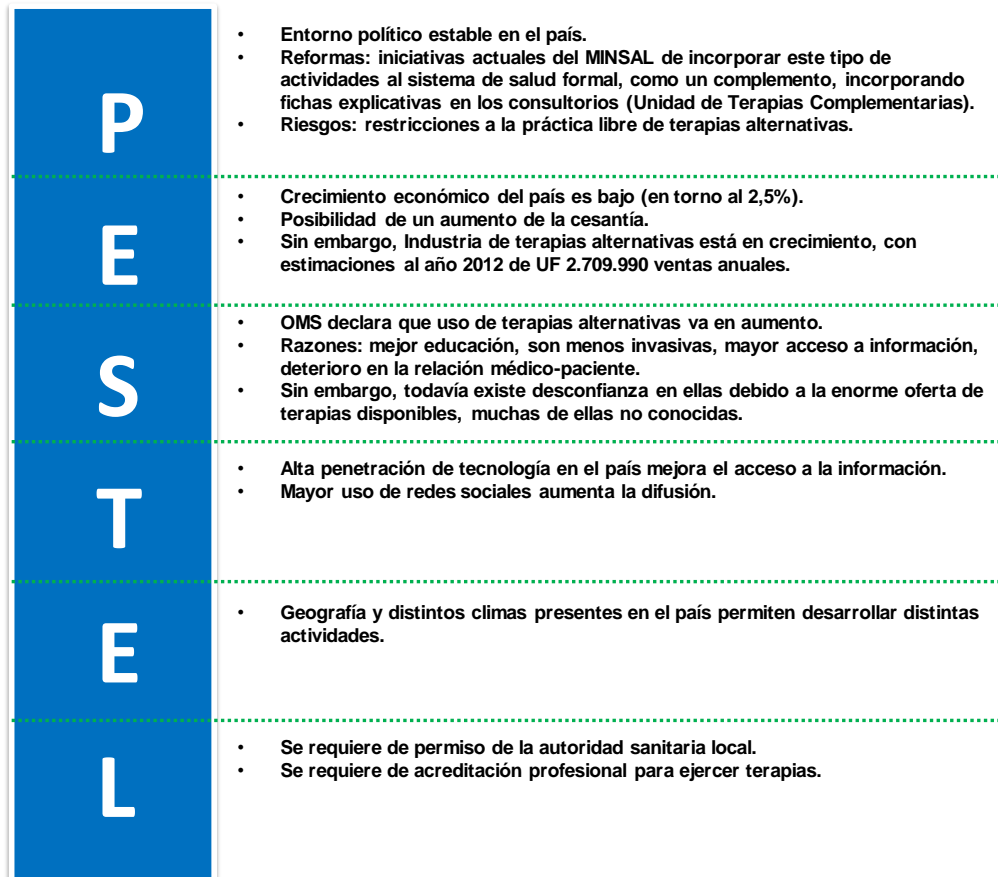 P
• Entorno político estable en el país.
• Reformas: iniciativas actuales del MINSAL de incorporar este tipo de
actividades al sistema de salud formal, como un complemento, incorporando
fichas explicativas en los consultorios (Unidad de Terapias Complementarias).
• Riesgos: restricciones a la práctica libre de terapias alternativas.
E
• Crecimiento económico del país es bajo (en torno al 2,5%).
• Posibilidad de un aumento de la cesantía.
• Sin embargo, Industria de terapias alternativas está en crecimiento, con
estimaciones al año 2012 de UF 2.709.990 ventas anuales.
S
• OMS declara que uso de terapias alternativas va en aumento.
• Razones: mejor educación, son menos invasivas, mayor acceso a información,
deterioro en la relación médico-paciente.
• Sin embargo, todavía existe desconfianza en ellas debido a la enorme oferta de
terapias disponibles, muchas de ellas no conocidas.
T
• Alta penetración de tecnología en el país mejora el acceso a la información.
• Mayor uso de redes sociales aumenta la difusión.
E
• Geografía y distintos climas presentes en el país permiten desarrollar distintas
actividades.
L
• Se requiere de permiso de la autoridad sanitaria local.
• Se requiere de acreditación profesional para ejercer terapias.